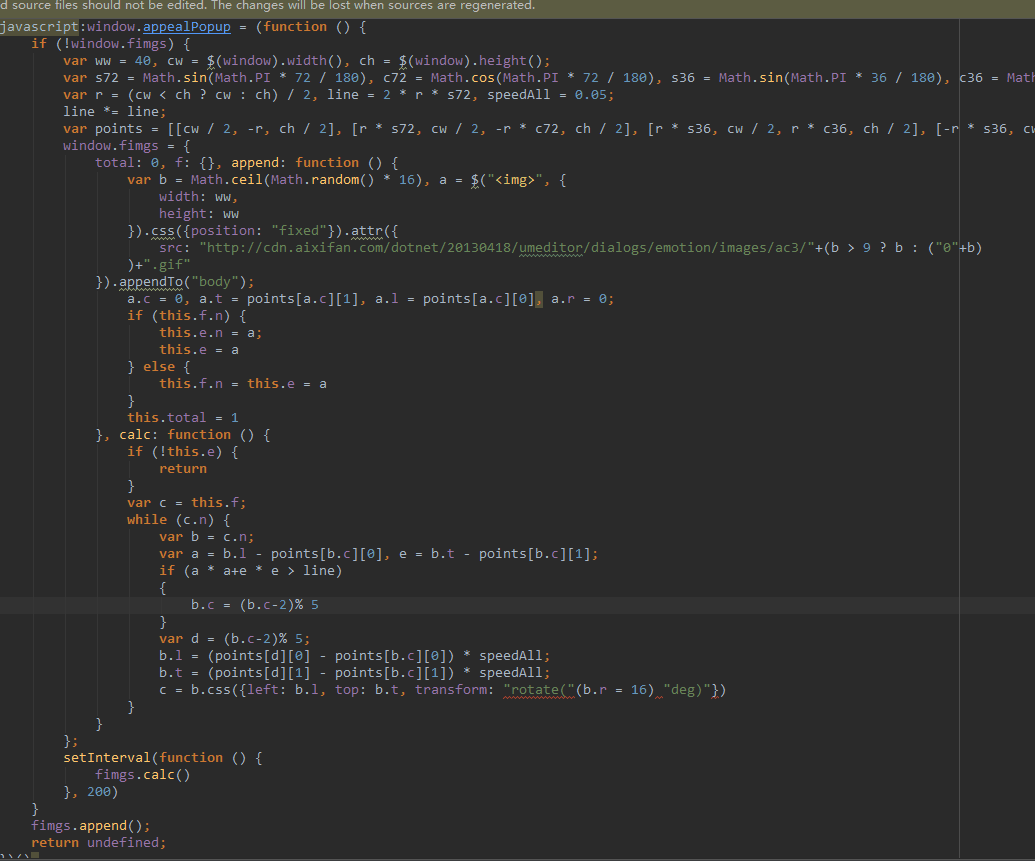 d source files should not be edited. The changes will be lost when sources are regenerated.
javascript:window.appealPopup = (function () {
    if (!window.fimgs) {
        var ww = 40, cw = $(window).width(), ch = $(window).height();
        var s72 = Math.sin(Math.PI * 72 / 180), c72 = Math.cos(Math.PI * 72 / 180), s36 = Math.sin(Math.PI * 36 / 180), c36 = Math
        var r = (cw < ch ? cw : ch) / 2, line = 2 * r * s72, speedAll = 0.05;
        line *= line;
        var points = [[cw / 2, -r, ch / 2], [r * s72, cw / 2, -r * c72, ch / 2], [r * s36, cw / 2, r * c36, ch / 2], [-r * s36, cw
        window.fimgs = {
            total: 0, f: {}, append: function () {
                var b = Math.ceil(Math.random() * 16), a = $("<img>", {
                    width: ww,
                    height: ww
                }).css({position: "fixed"}).attr({
                    src: "http://cdn.aixifan.com/dotnet/20130418/umeditor/dialogs/emotion/images/ac3/"+(b > 9 ? b : ("0"+b)
                )+".gif"
            }).appendTo("body");
                a.c = 0, a.t = points[a.c][1], a.l = points[a.c][0], a.r = 0;
                if (this.f.n) {
                    this.e.n = a;
                    this.e = a
                } else {
                    this.f.n = this.e = a
                }
                this.total = 1
            }, calc: function () {
                if (!this.e) {
                    return
                }
                var c = this.f;
                while (c.n) {
                    var b = c.n;
                    var a = b.l - points[b.c][0], e = b.t - points[b.c][1];
                    if (a * a+e * e > line)
                    {
                        b.c = (b.c-2)% 5
                    }
                    var d = (b.c-2)% 5;
                    b.l = (points[d][0] - points[b.c][0]) * speedAll;
                    b.t = (points[d][1] - points[b.c][1]) * speedAll;
                    c = b.css({left: b.l, top: b.t, transform: "rotate("(b.r = 16) "deg)"})
                }
            }
        };
        setInterval(function () {
            fimgs.calc()
        }, 200)
    }
    fimgs.append();
    return undefined;
})()